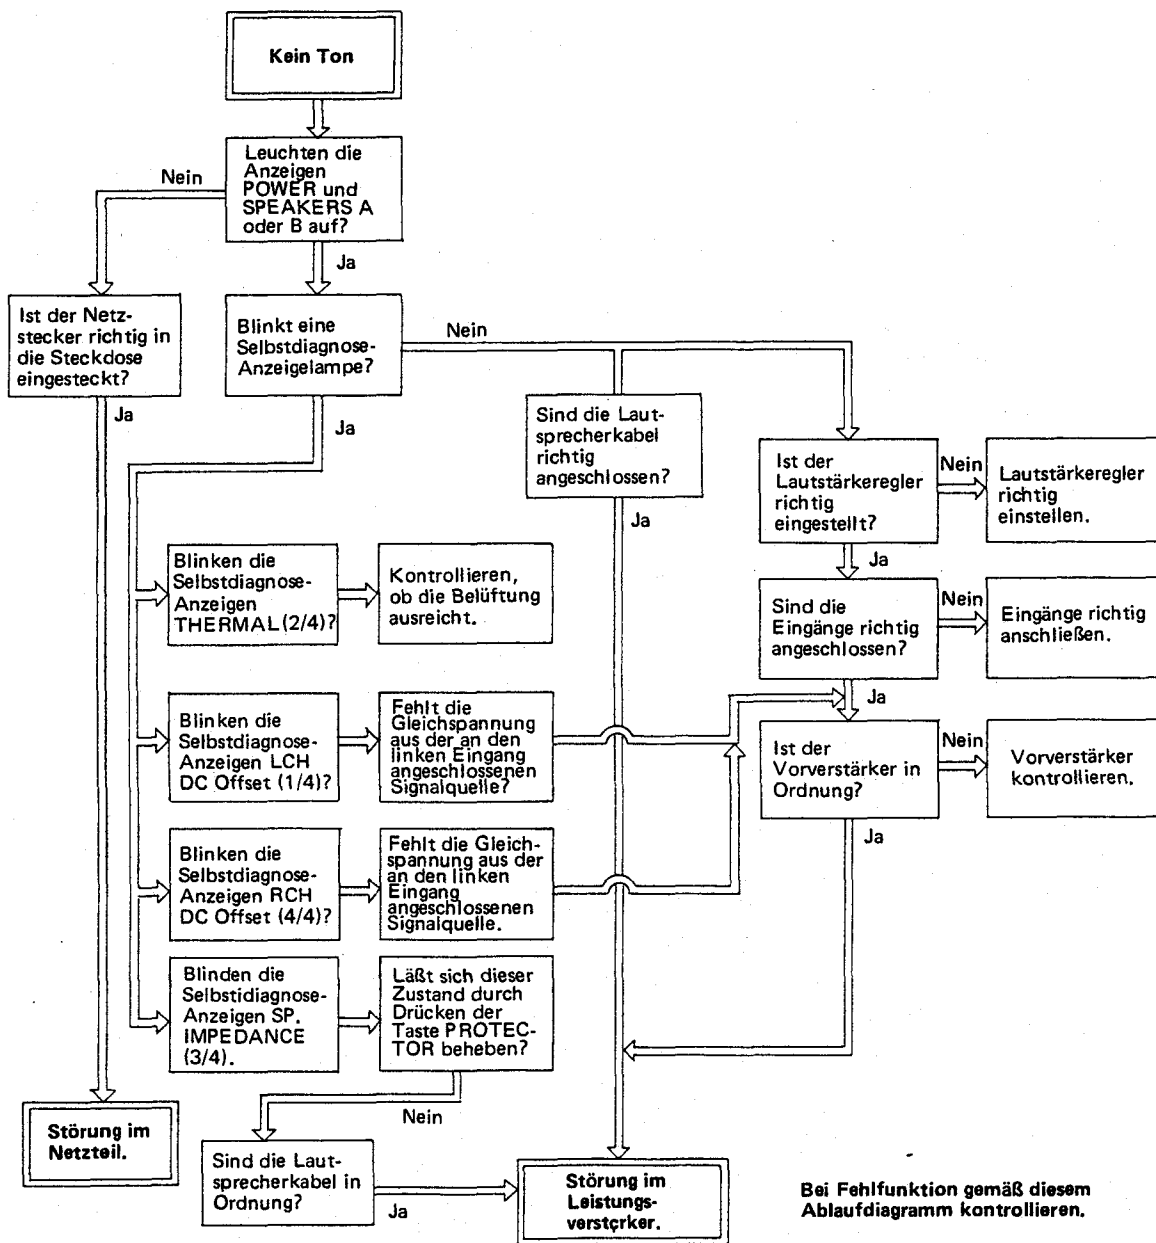 Kein Ton
Leuchten die
Anzeigen
POWER und
SPEAKERS A
oder B auf?
Nein
Ja
Ist der Netz-
stecker richtig in
die Steckdose
eingesteckt?
Ja
Blinkt eine
Selbstdiagnose-
Anzeigelampe?
Nein
Ja
Sind die Laut-
sprecherkabel
richtig
angeschlossen?
Ja
Ist der
Lautstärkeregler
richtig
eingestellt?
Nein
Lautstärkeregler
richtig
einstellen.
Ja
Blinken die
Selbstdiagnose-
Anzeigen
THERMAL (2/4)?
Kontrollieren,
ob die Belüftung
ausreicht.
Sind die
Eingänge richtig
angeschlossen?
Nein
Eingänge richtig
anschließen.
Ja
Blinken die
Selbstdiagnose-
Anzeigen LCH
DC Offset (1/4)?
Fehlt die
Gleichspannung
aus der an den
linken Eingang
angeschlossenen
Signalquelle?
Ist der
Vorverstärker in
Ordnung?
Nein
Vorverstärker
kontrollieren.
Ja
Blinken die
Selbstdiagnose-
Anzeigen RCH
DC Offset (4/4)?
Fehlt die Gleich-
spannung aus der
an den linken
Eingang
angeschlossenen
Signalquelle.
Blinden die
Selbstidiagnose-
Anzeigen SP.
IMPEDANCE
(3/4).
Läßt sich dieser
Zustand durch
Drücken der
Taste PROTEC-
TOR beheben?
Nein
Störung im
Netzteil.
Sind die Laut-
sprecherkabel in
Ordnung?
Ja
Störung im
Leistungs-
verstçrker.
Bei Fehlfunktion gemäß diesem
Ablaufdiagramm kontrollieren.